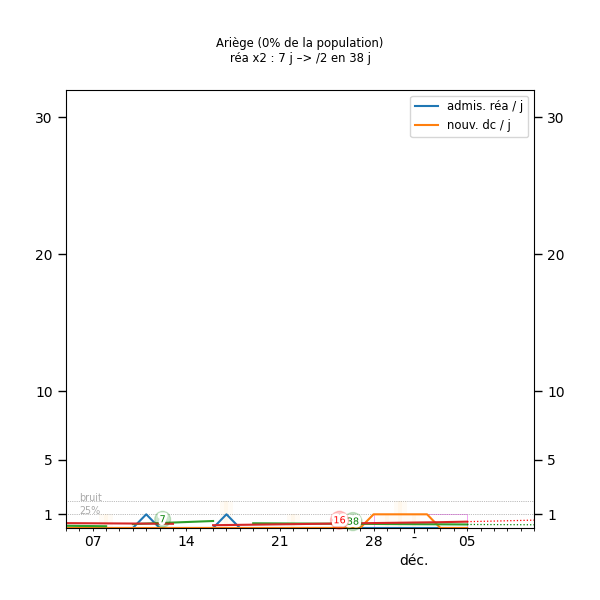 Ariège (0% de la population)
réa x2 : 7 j –> /2 en 38 j
admis. réa / j
nouv. dc / j
30 30
20 20
10 10
5 5
bruit
25%
1 7 16 38 1
07 14 21 28 - 05
déc.